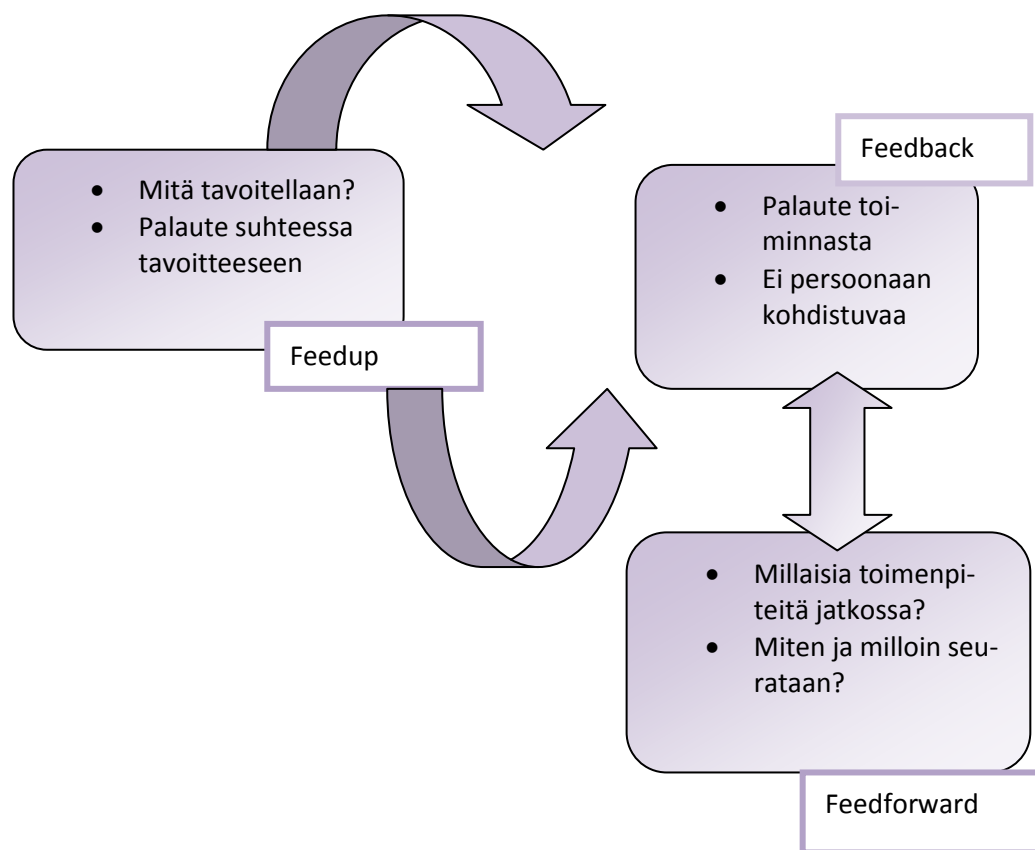 • Mitä tavoitellaan?
• Palaute suhteessa
tavoitteeseen
Feedup
Feedback
• Palaute toi-
minnasta
• Ei persoonaan
kohdistuvaa
• Millaisia toimenpi-
teitä jatkossa?
• Miten ja milloin seu-
rataan?
Feedforward